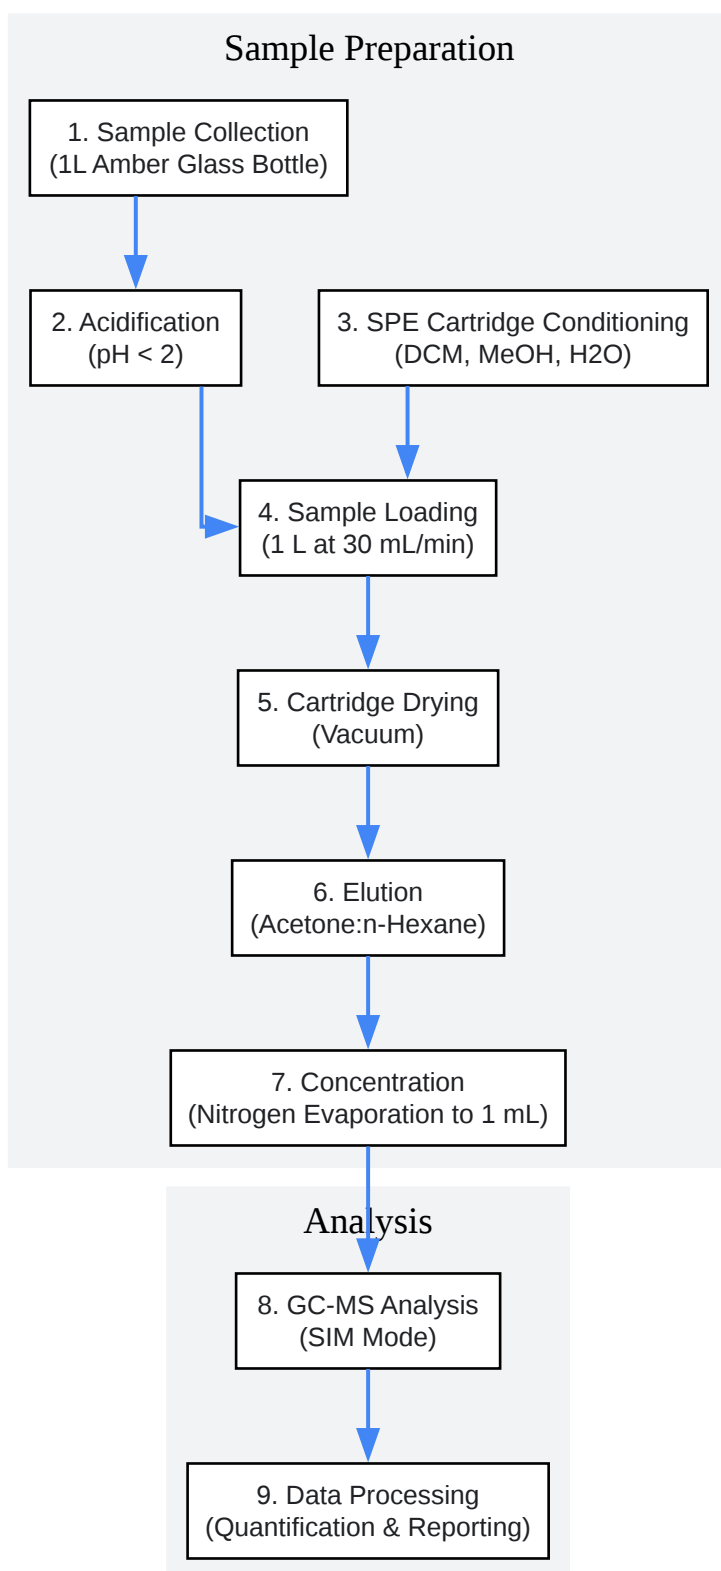 Sample Preparation
1. Sample Collection
(1L Amber Glass Bottle)
2. Acidification
(pH < 2)
3. SPE Cartridge Conditioning
(DCM, MeOH, H2O)
4. Sample Loading
(1 L at 30 mL/min)
5. Cartridge Drying
(Vacuum)
6. Elution
(Acetone:n-Hexane)
7. Concentration
(Nitrogen Evaporation to 1 mL)
Analysis
8. GC-MS Analysis
(SIM Mode)
9. Data Processing
(Quantification & Reporting)